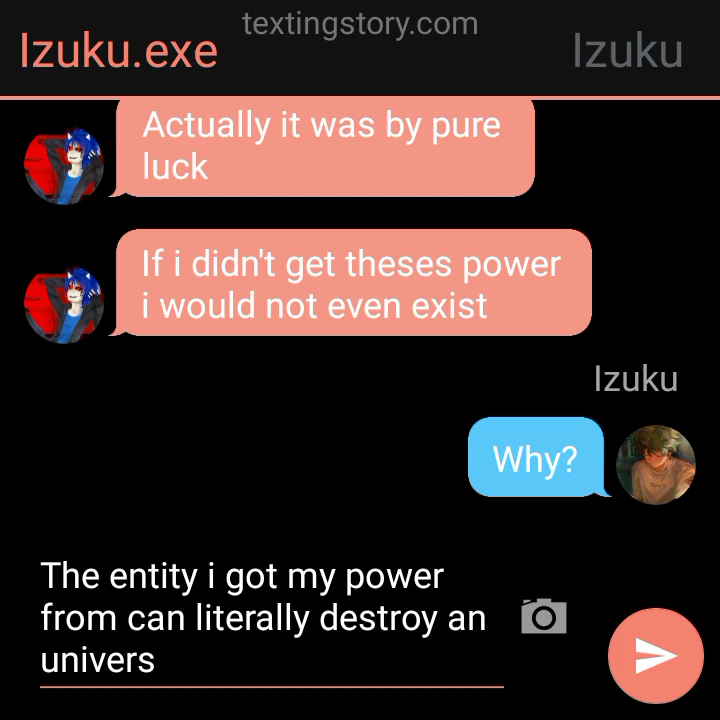 textingstory.com
Izuku.exe
Izuku
Actually it was by pure
luck
If i didn't get theses power
i would not even exist
Izuku
Why?
The entity i got my power
from can literally destroy an
univers